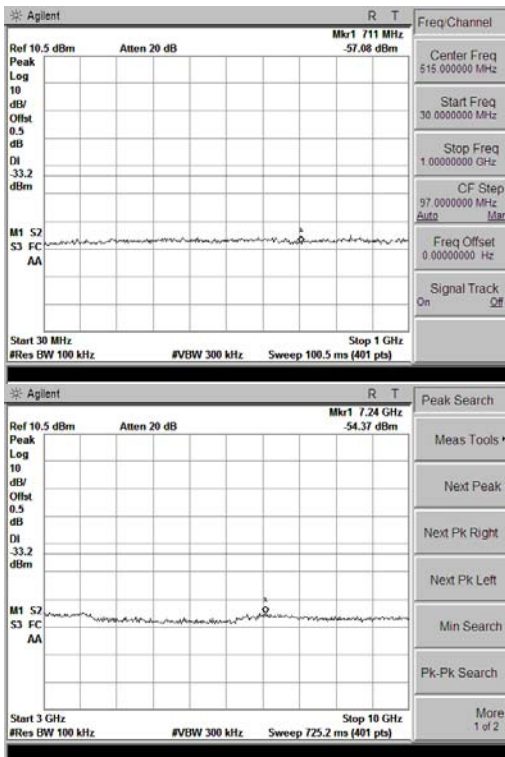 Agilent R T
Mkr1 711 MHz
Ref 10.5 dBm Atten 20 dB -57.08 dBm
Peak
Log
10
dB/
Offst
0.5
dB
DI
-33.2
dBm
M1 S2
S3 FC
AA
1
Start 30 MHz Stop 1 GHz
#Res BW 100 kHz #VBW 300 kHz Sweep 100.5 ms (401 pts)
Freq/Channel
Center Freq
515.000000 MHz
Start Freq
30.0000000 MHz
Stop Freq
1.00000000 GHz
CF Step
97.0000000 MHz
Auto Man
Freq Offset
0.00000000 Hz
Signal Track
On Off
Agilent R T
Mkr1 7.24 GHz
Ref 10.5 dBm Atten 20 dB -54.37 dBm
Peak
Log
10
dB/
Offst
0.5
dB
DI
-33.2
dBm
M1 S2
S3 FC
AA
1
Start 3 GHz Stop 10 GHz
#Res BW 100 kHz #VBW 300 kHz Sweep 725.2 ms (401 pts)
Peak Search
Meas Tools
Next Peak
Next Pk Right
Next Pk Left
Min Search
Pk-Pk Search
More
1 of 2